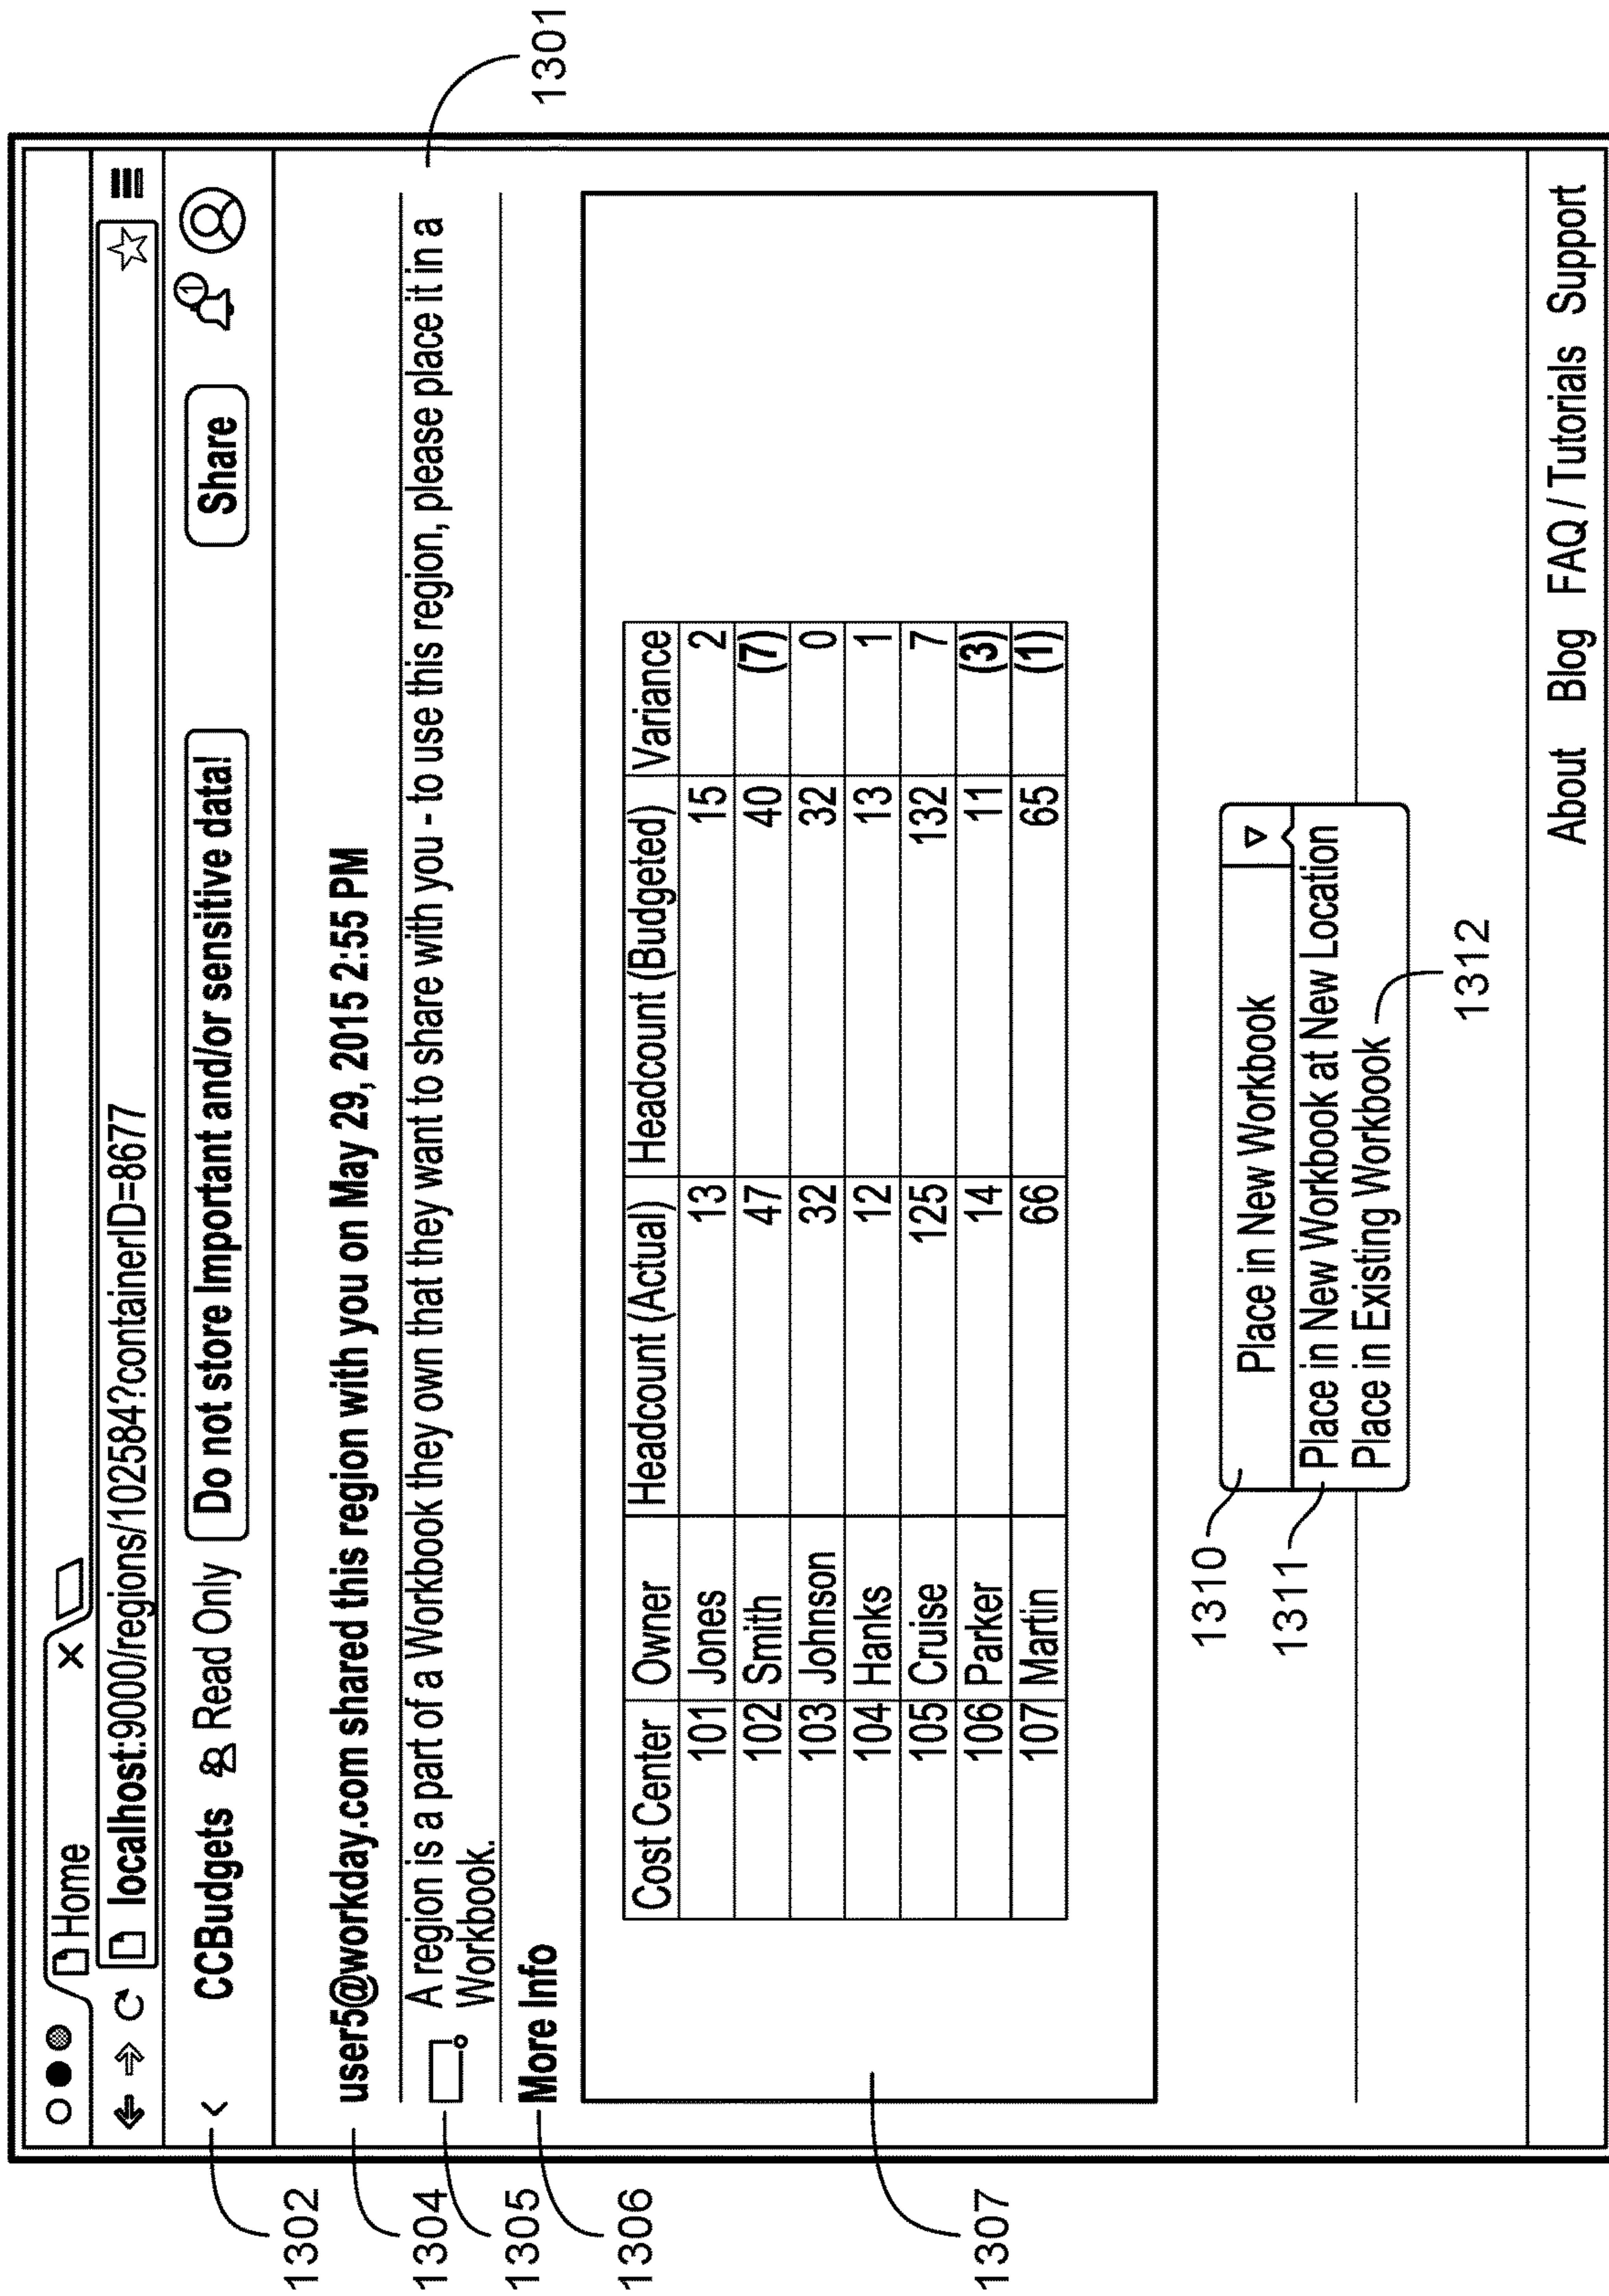 Home X
localhost:9000/regions/102584?containerID=8677
CCBudgets Read Only Do not store Important and/or sensitive data! Share 1
user5@workday.com shared this region with you on May 29, 2015 2:55 PM
A region is a part of a Workbook they own that they want to share with you - to use this region, please place it in a
Workbook.
More Info
Cost Center Owner Headcount (Actual) Headcount (Budgeted) Variance
101 Jones 13 15 2
102 Smith 47 40 (7)
103 Johnson 32 32 0
104 Hanks 12 13 1
105 Cruise 125 132 7
106 Parker 14 11 (3)
107 Martin 66 65 (1)
Place in New Workbook
Place in New Workbook at New Location
Place in Existing Workbook
About Blog FAQ / Tutorials Support
1301
1302
1304
1305
1306
1307
1310
1311
1312